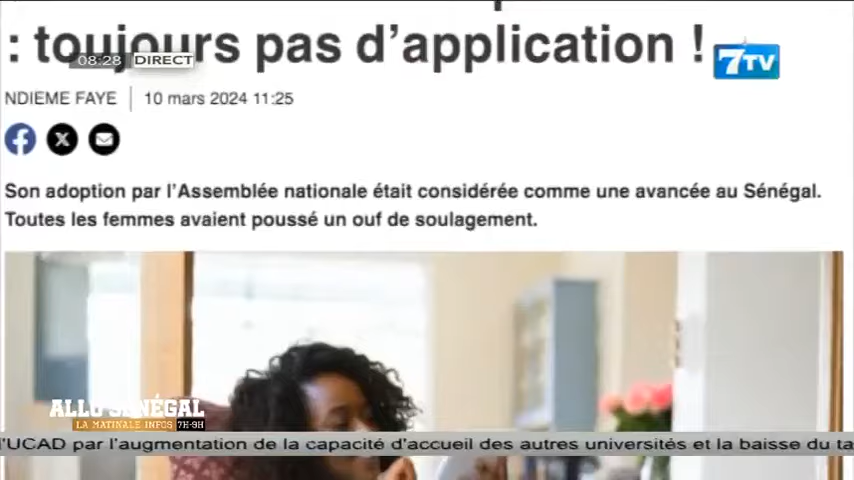 : toujours pas d'application !
08:28 DIRECT
7TV
NDIEME FAYE
10 mars 2024 11:25
Son adoption par l'Assemblée nationale était considérée comme une avancée au Sénégal.
Toutes les femmes avaient poussé un ouf de soulagement.
ALLO SÉNÉGAL
LA MATINALE INFOS 7H-9H
l'UCAD par l'augmentation de la capacité d'accueil des autres universités et la baisse du ta